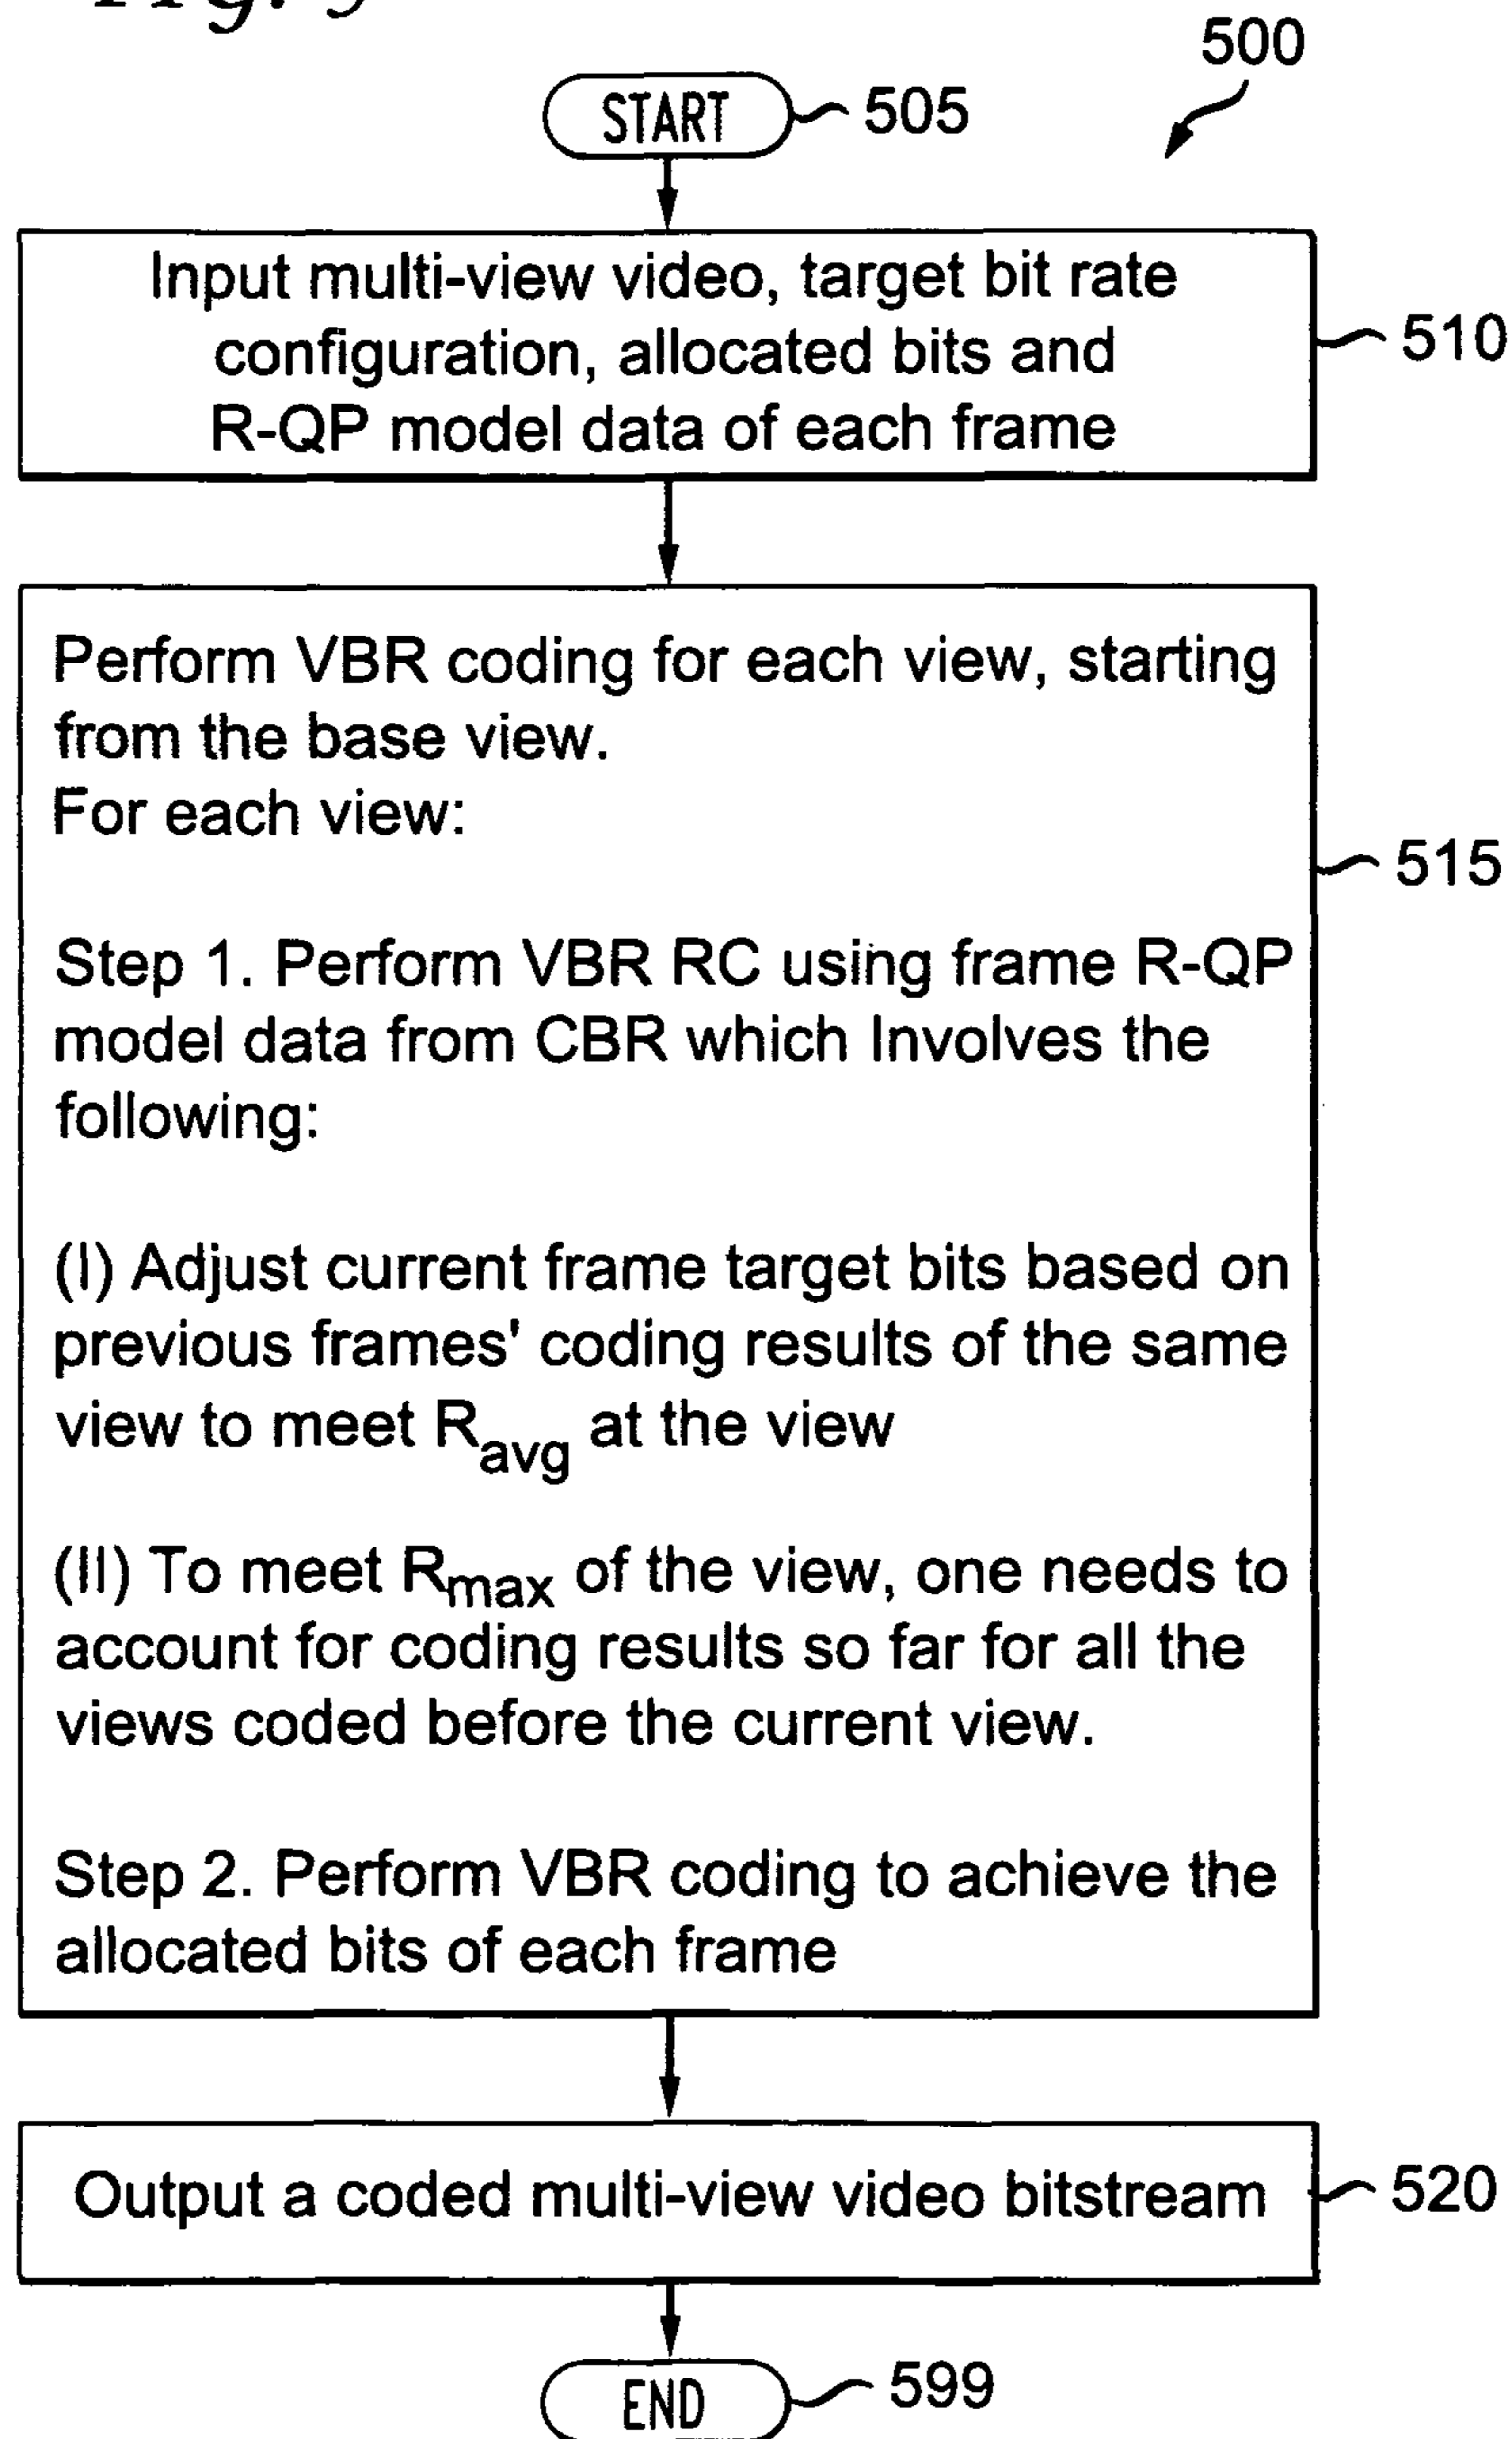 500
START
505
Input multi-view video, target bit rate
configuration, allocated bits and
R-QP model data of each frame
510
Perform VBR coding for each view, starting
from the base view.
For each view:
515
Step 1. Perform VBR RC using frame R-QP
model data from CBR which Involves the
following:
(I) Adjust current frame target bits based on
previous frames' coding results of the same
view to meet Ravg at the view
(II) To meet Rmax of the view, one needs to
account for coding results so far for all the
views coded before the current view.
Step 2. Perform VBR coding to achieve the
allocated bits of each frame
Output a coded multi-view video bitstream
520
END
599